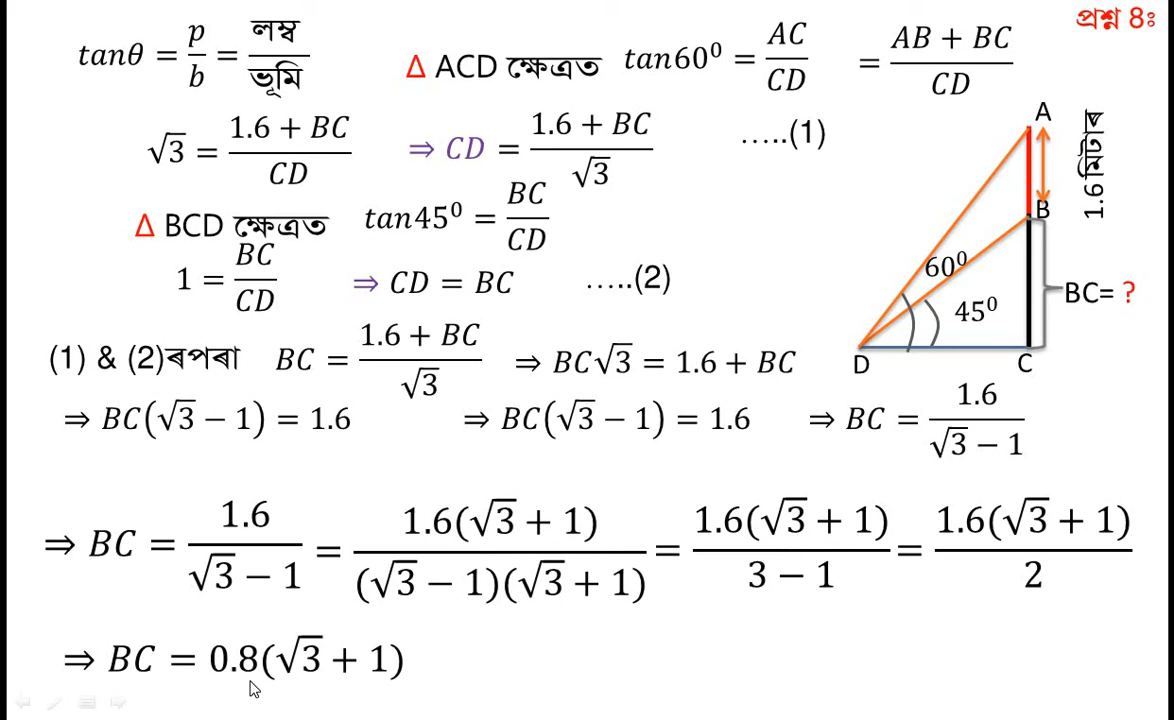 প্ৰশ্ন 8ঃ
tanθ = p/b = লম্ব/ভূমি
Δ ACD ক্ষেত্ৰত tan60⁰ = AC/CD = (AB + BC)/CD
√3 = (1.6 + BC)/CD ⇒ CD = (1.6 + BC)/√3 .....(1)
Δ BCD ক্ষেত্ৰত tan45⁰ = BC/CD
1 = BC/CD ⇒ CD = BC .....(2)
(1) & (2)ৰপৰা BC = (1.6 + BC)/√3 ⇒ BC√3 = 1.6 + BC
⇒ BC(√3 − 1) = 1.6 ⇒ BC(√3 − 1) = 1.6 ⇒ BC = 1.6/(√3 − 1)
⇒ BC = 1.6/(√3 − 1) = 1.6(√3 + 1)/((√3 − 1)(√3 + 1)) = 1.6(√3 + 1)/(3 − 1) = 1.6(√3 + 1)/2
⇒ BC = 0.8(√3 + 1)
A
1.6 মিটাৰ
B
60⁰
45⁰
BC= ?
D
C